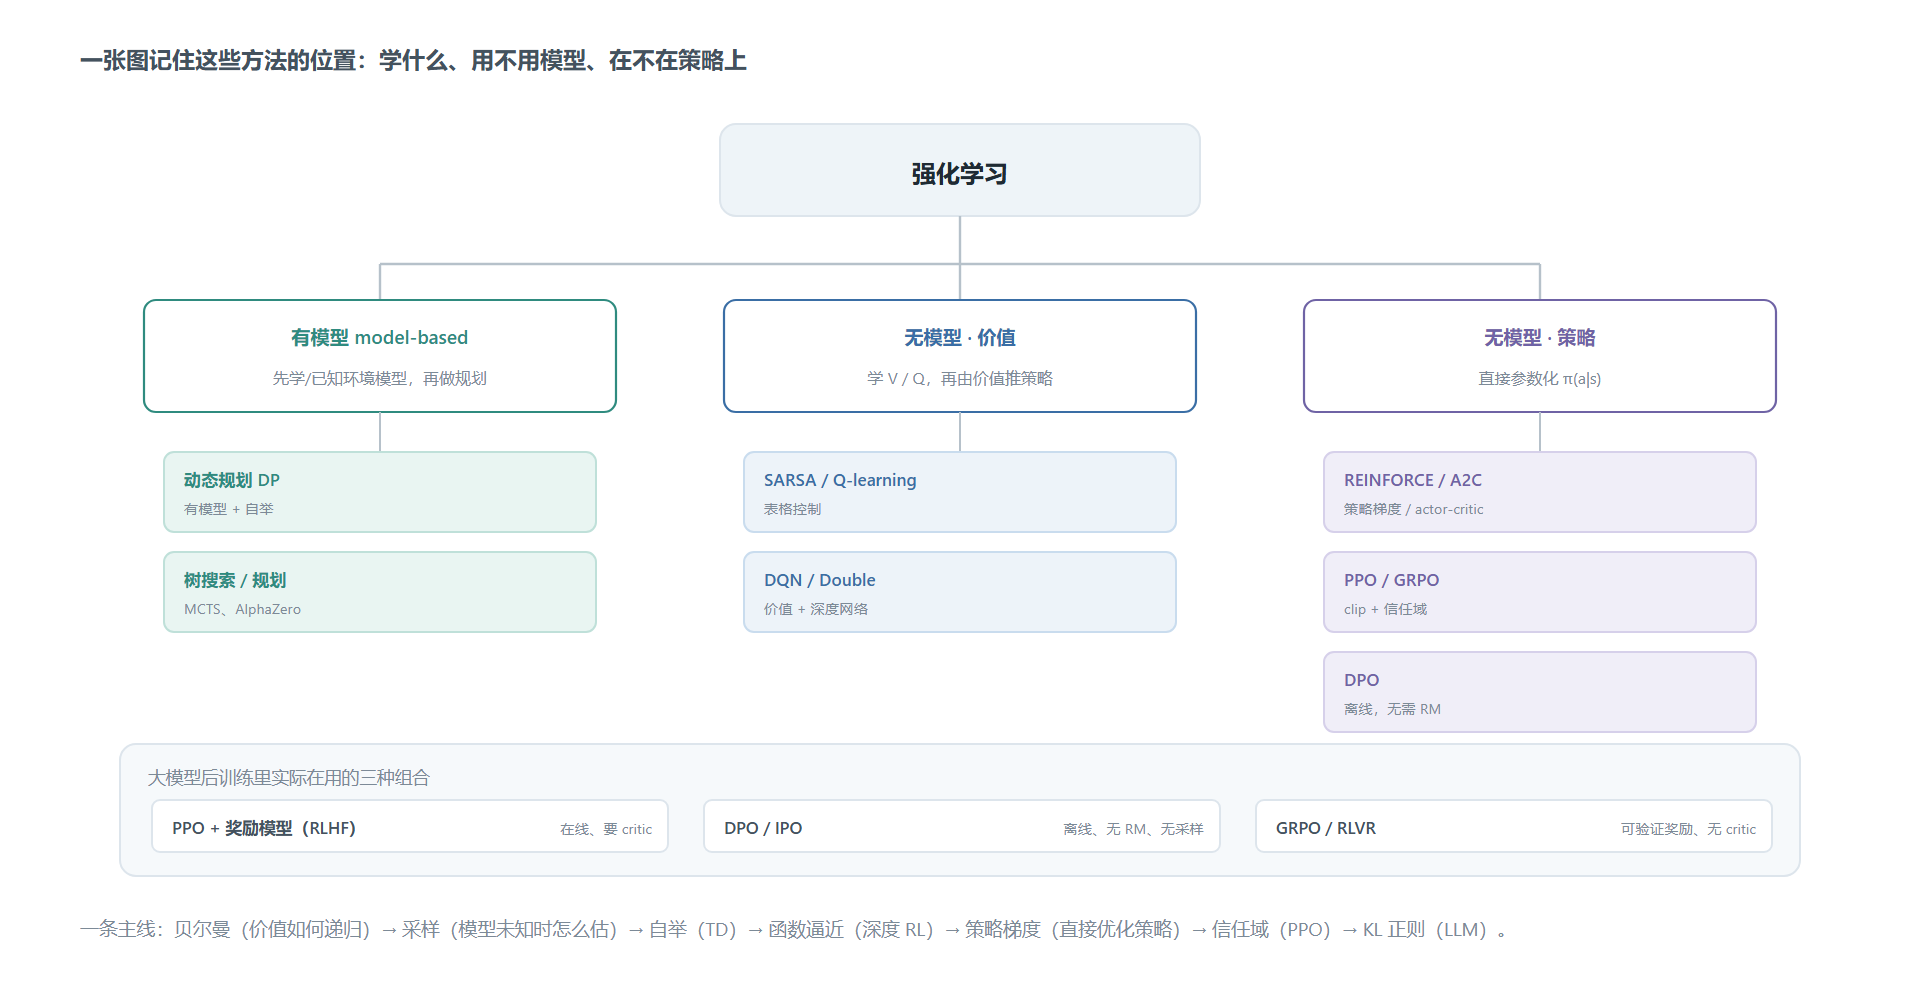 一张图记住这些方法的位置：学什么、用不用模型、在不在策略上
强化学习
有模型 model-based
先学/已知环境模型，再做规划
无模型 · 价值
学 V / Q，再由价值推策略
无模型 · 策略
直接参数化 π(a|s)
动态规划 DP
有模型 + 自举
树搜索 / 规划
MCTS、AlphaZero
SARSA / Q-learning
表格控制
DQN / Double
价值 + 深度网络
REINFORCE / A2C
策略梯度 / actor-critic
PPO / GRPO
clip + 信任域
DPO
离线，无需 RM
大模型后训练里实际在用的三种组合
PPO + 奖励模型（RLHF）
在线、要 critic
DPO / IPO
离线、无 RM、无采样
GRPO / RLVR
可验证奖励、无 critic
一条主线：贝尔曼（价值如何递归）→ 采样（模型未知时怎么估）→ 自举（TD）→ 函数逼近（深度 RL）→ 策略梯度（直接优化策略）→ 信任域（PPO）→ KL 正则（LLM）。